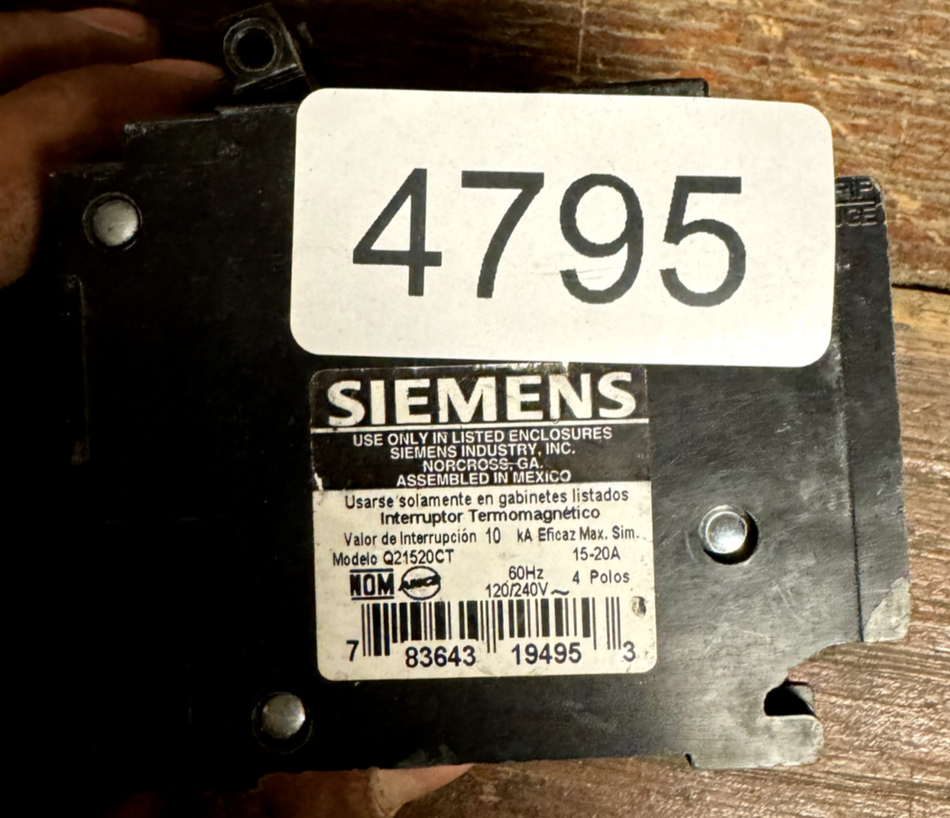 4795
SIEMENS
USE ONLY IN LISTED ENCLOSURES
SIEMENS INDUSTRY, INC.
NORCROSS, GA.
ASSEMBLED IN MEXICO
Usarse solamente en gabinetes listados
Interruptor Termomagnético
Valor de Interrupción 10 kA Eficaz Max. Sim.
Modelo Q21520CT 15-20A
NOM ANCE 60Hz 4 Polos
120/240V~
7 83643 19495 3